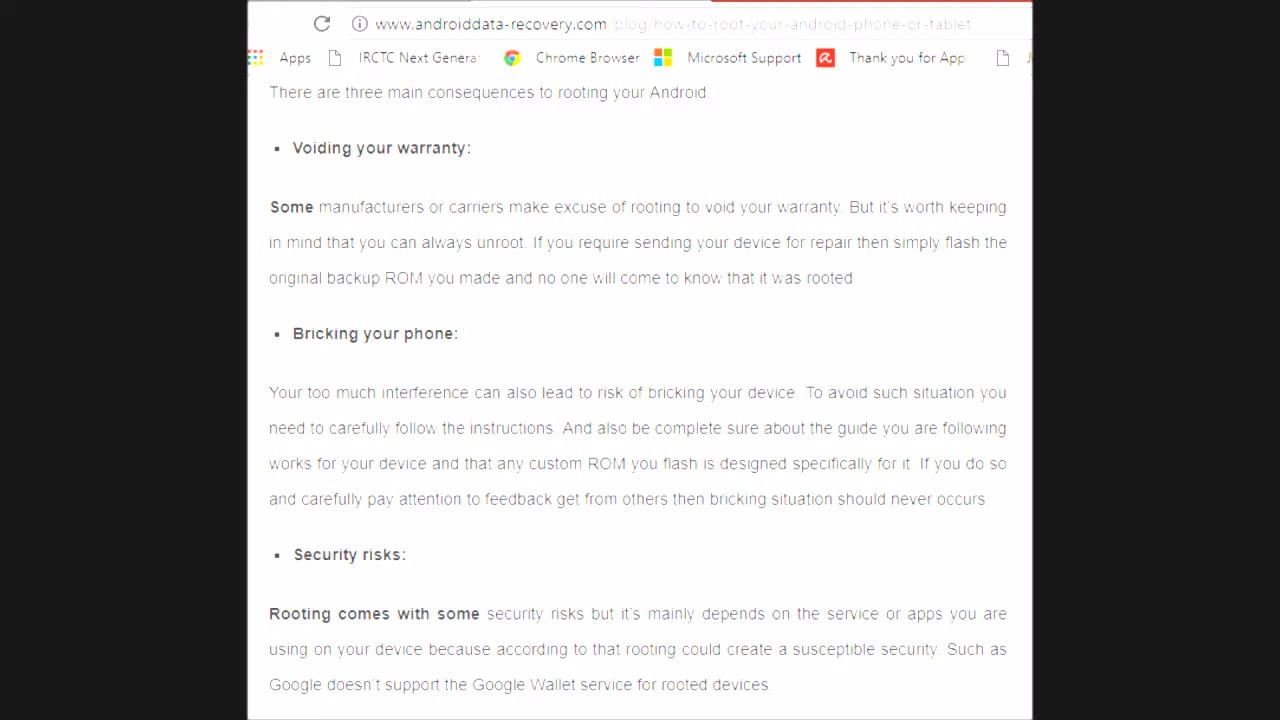 www.androiddata-recovery.com/blog/how-to-root-your-android-phone-or-tablet
Apps IRCTC Next Genera Chrome Browser Microsoft Support Thank you for App
There are three main consequences to rooting your Android.
▪ Voiding your warranty:
Some manufacturers or carriers make excuse of rooting to void your warranty. But it's worth keeping
in mind that you can always unroot. If you require sending your device for repair then simply flash the
original backup ROM you made and no one will come to know that it was rooted.
▪ Bricking your phone:
Your too much interference can also lead to risk of bricking your device. To avoid such situation you
need to carefully follow the instructions. And also be complete sure about the guide you are following
works for your device and that any custom ROM you flash is designed specifically for it. If you do so
and carefully pay attention to feedback get from others then bricking situation should never occurs.
▪ Security risks:
Rooting comes with some security risks but it's mainly depends on the service or apps you are
using on your device because according to that rooting could create a susceptible security. Such as
Google doesn't support the Google Wallet service for rooted devices.